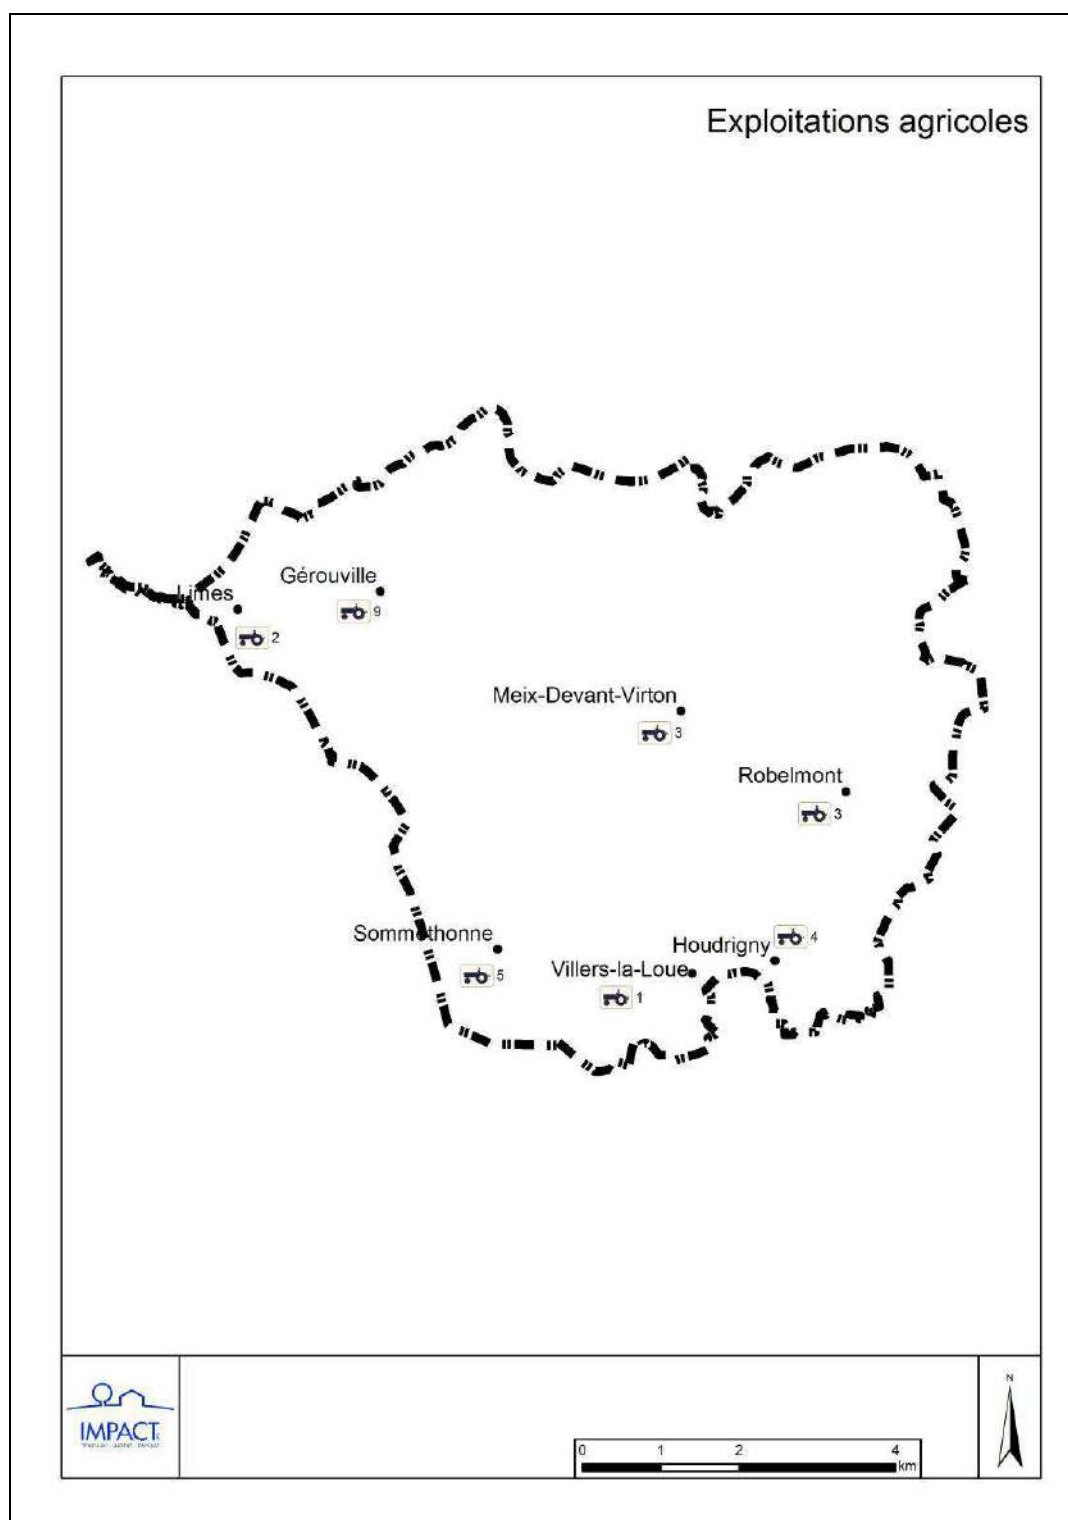 Exploitations agricoles
Gérouville
9
Limes
2
Meix-Devant-Virton
3
Robelmont
3
Sommethonne
5
Houdrigny
4
Villers-la-Loue
1
IMPACT
0 1 2 4
km
N